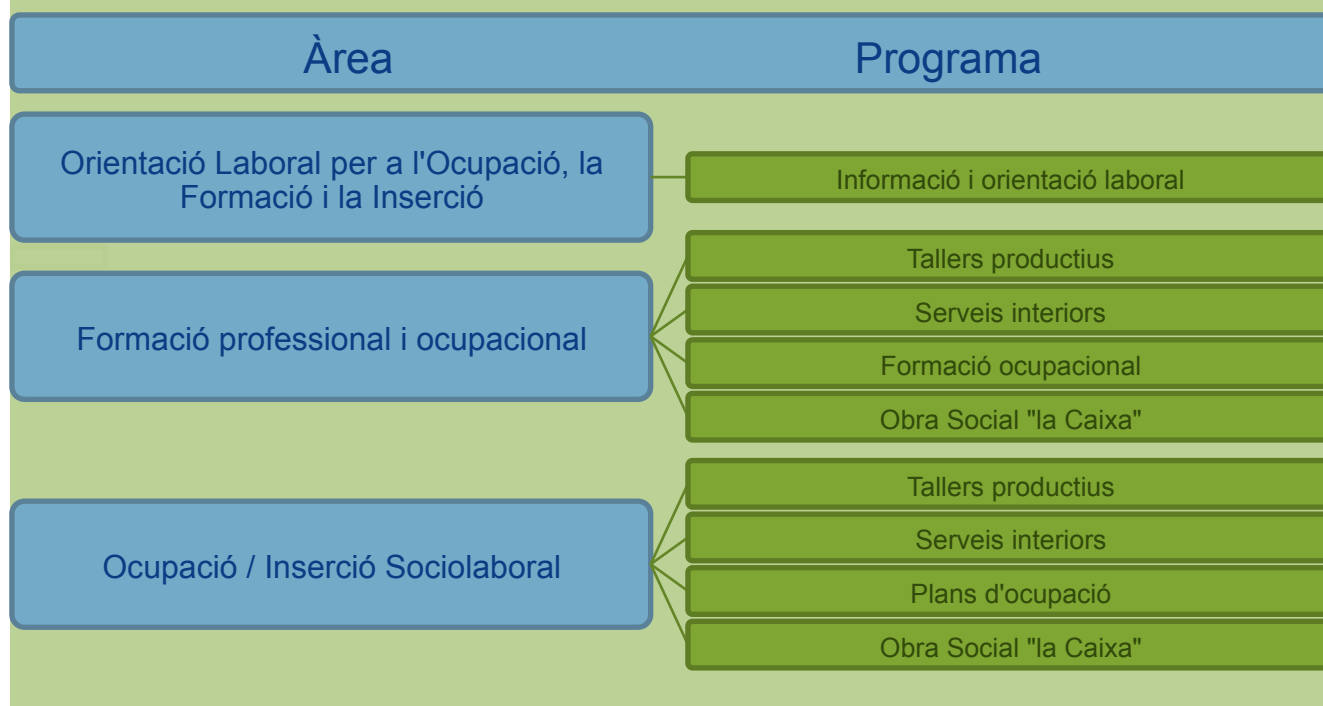 Àrea
Programa
Orientació Laboral per a l'Ocupació, la
Formació i la Inserció
Informació i orientació laboral
Formació professional i ocupacional
Tallers productius
Serveis interiors
Formació ocupacional
Obra Social "la Caixa"
Ocupació / Inserció Sociolaboral
Tallers productius
Serveis interiors
Plans d'ocupació
Obra Social "la Caixa"